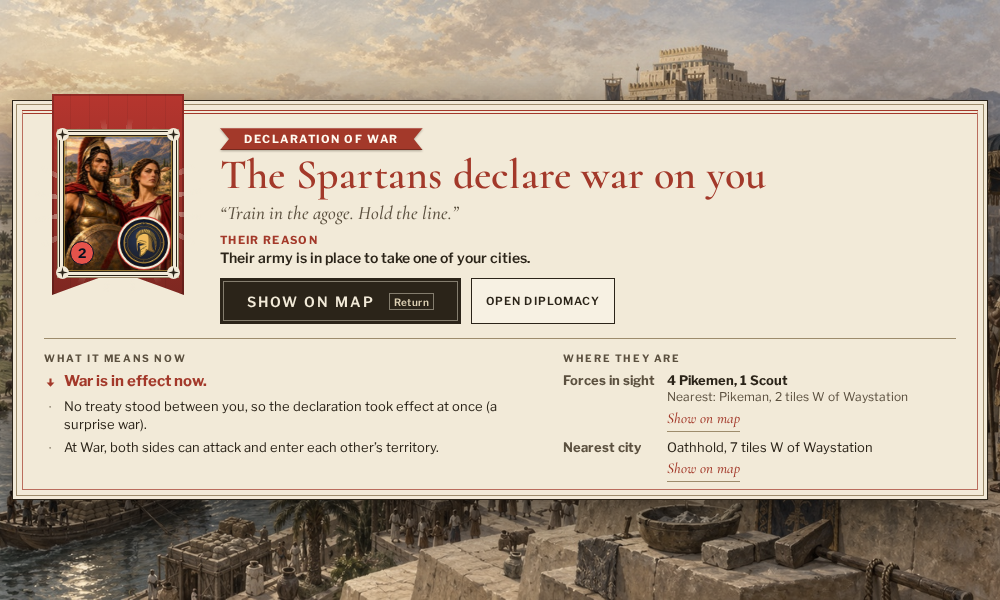 DECLARATION OF WAR
The Spartans declare war on you
“Train in the agoge. Hold the line.”
THEIR REASON
Their army is in place to take one of your cities.
2
SHOW ON MAP Return
OPEN DIPLOMACY
WHAT IT MEANS NOW
War is in effect now.
· No treaty stood between you, so the declaration took effect at once (a
surprise war).
· At War, both sides can attack and enter each other’s territory.
WHERE THEY ARE
Forces in sight 4 Pikemen, 1 Scout
Nearest: Pikeman, 2 tiles W of Waystation
Show on map
Nearest city Oathhold, 7 tiles W of Waystation
Show on map